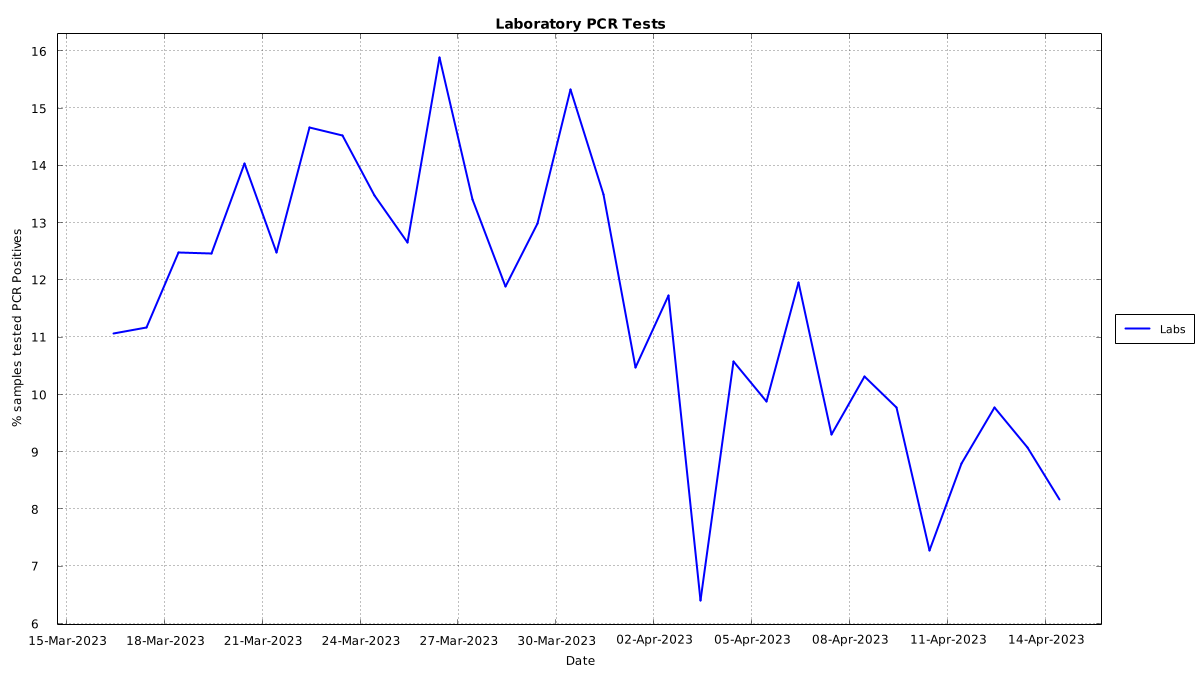 Laboratory PCR Tests
16
15
14
13
12
11
10
9
8
7
6
% samples tested PCR Positives
15-Mar-2023 18-Mar-2023 21-Mar-2023 24-Mar-2023 27-Mar-2023 30-Mar-2023 02-Apr-2023 05-Apr-2023 08-Apr-2023 11-Apr-2023 14-Apr-2023
Date
Labs